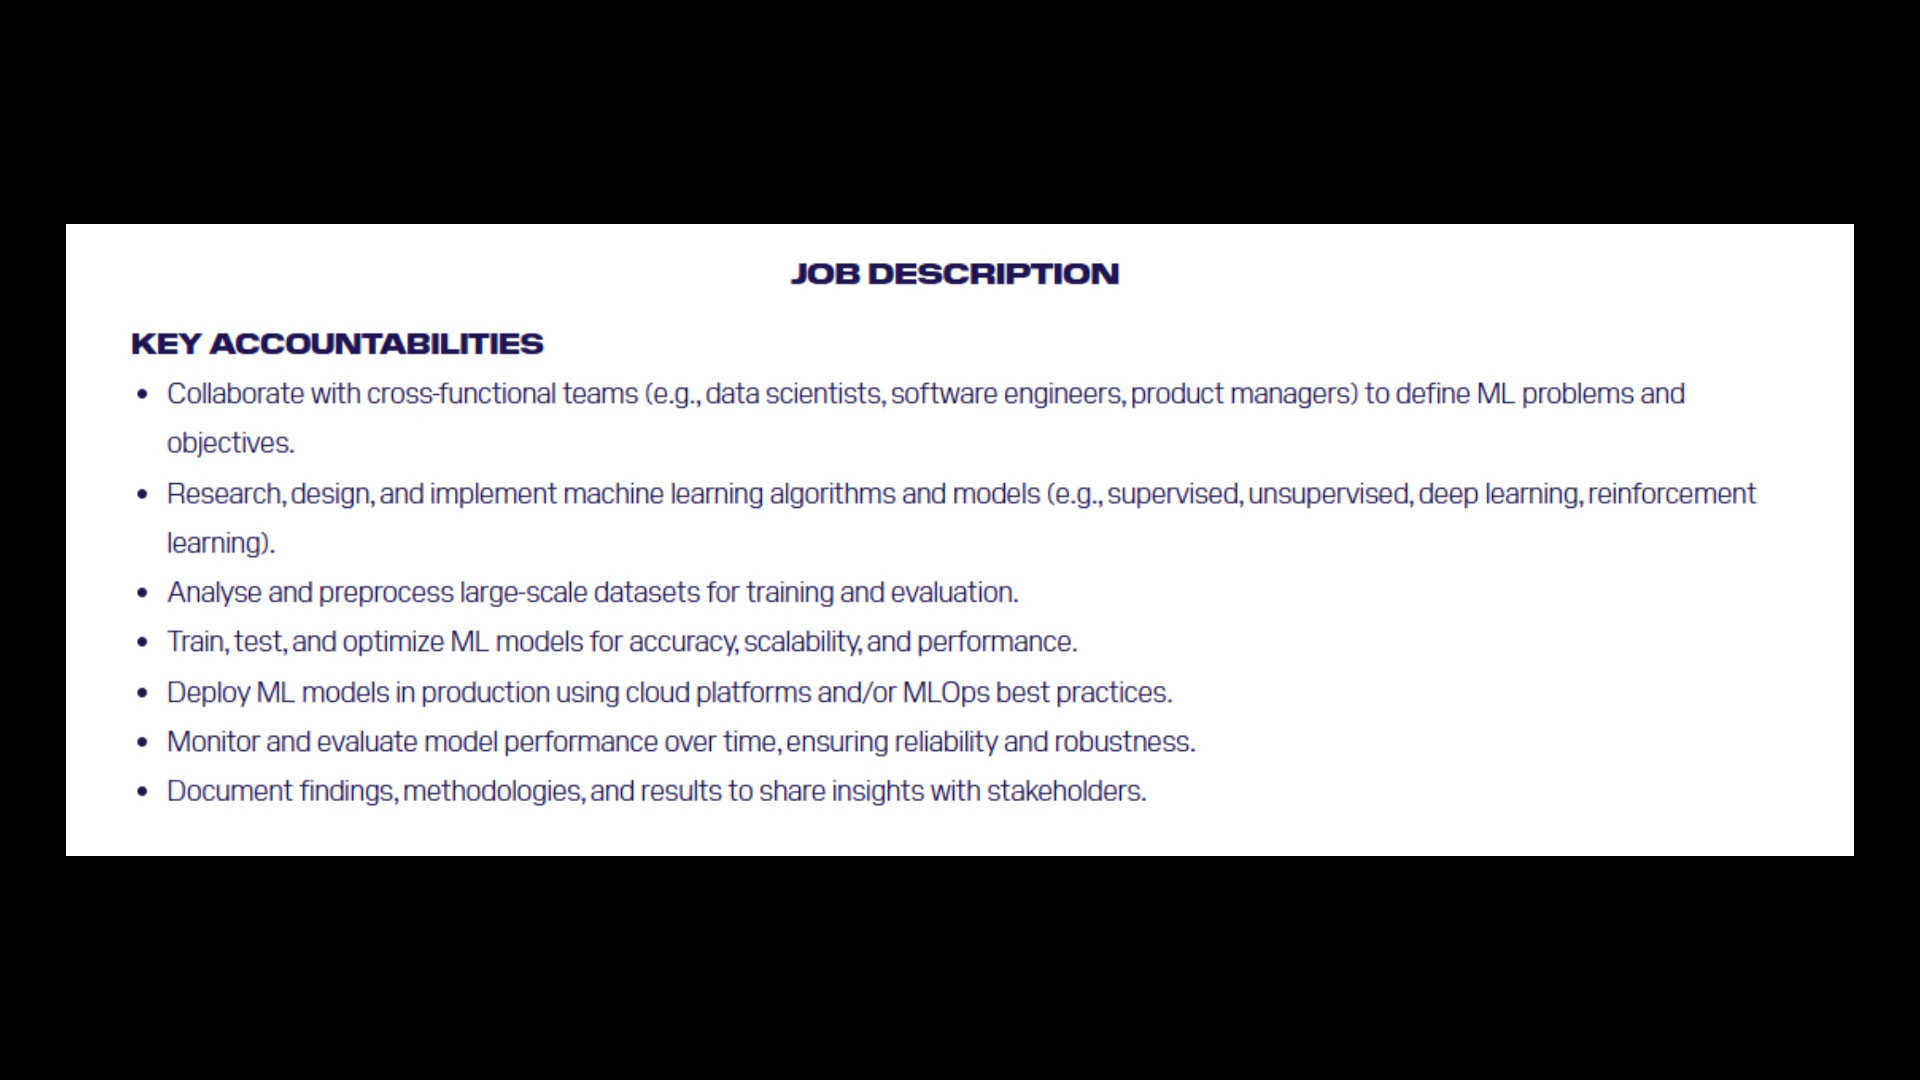 JOB DESCRIPTION
KEY ACCOUNTABILITIES
• Collaborate with cross-functional teams (e.g., data scientists, software engineers, product managers) to define ML problems and
objectives.
• Research, design, and implement machine learning algorithms and models (e.g., supervised, unsupervised, deep learning, reinforcement
learning).
• Analyse and preprocess large-scale datasets for training and evaluation.
• Train, test, and optimize ML models for accuracy, scalability, and performance.
• Deploy ML models in production using cloud platforms and/or MLOps best practices.
• Monitor and evaluate model performance over time, ensuring reliability and robustness.
• Document findings, methodologies, and results to share insights with stakeholders.